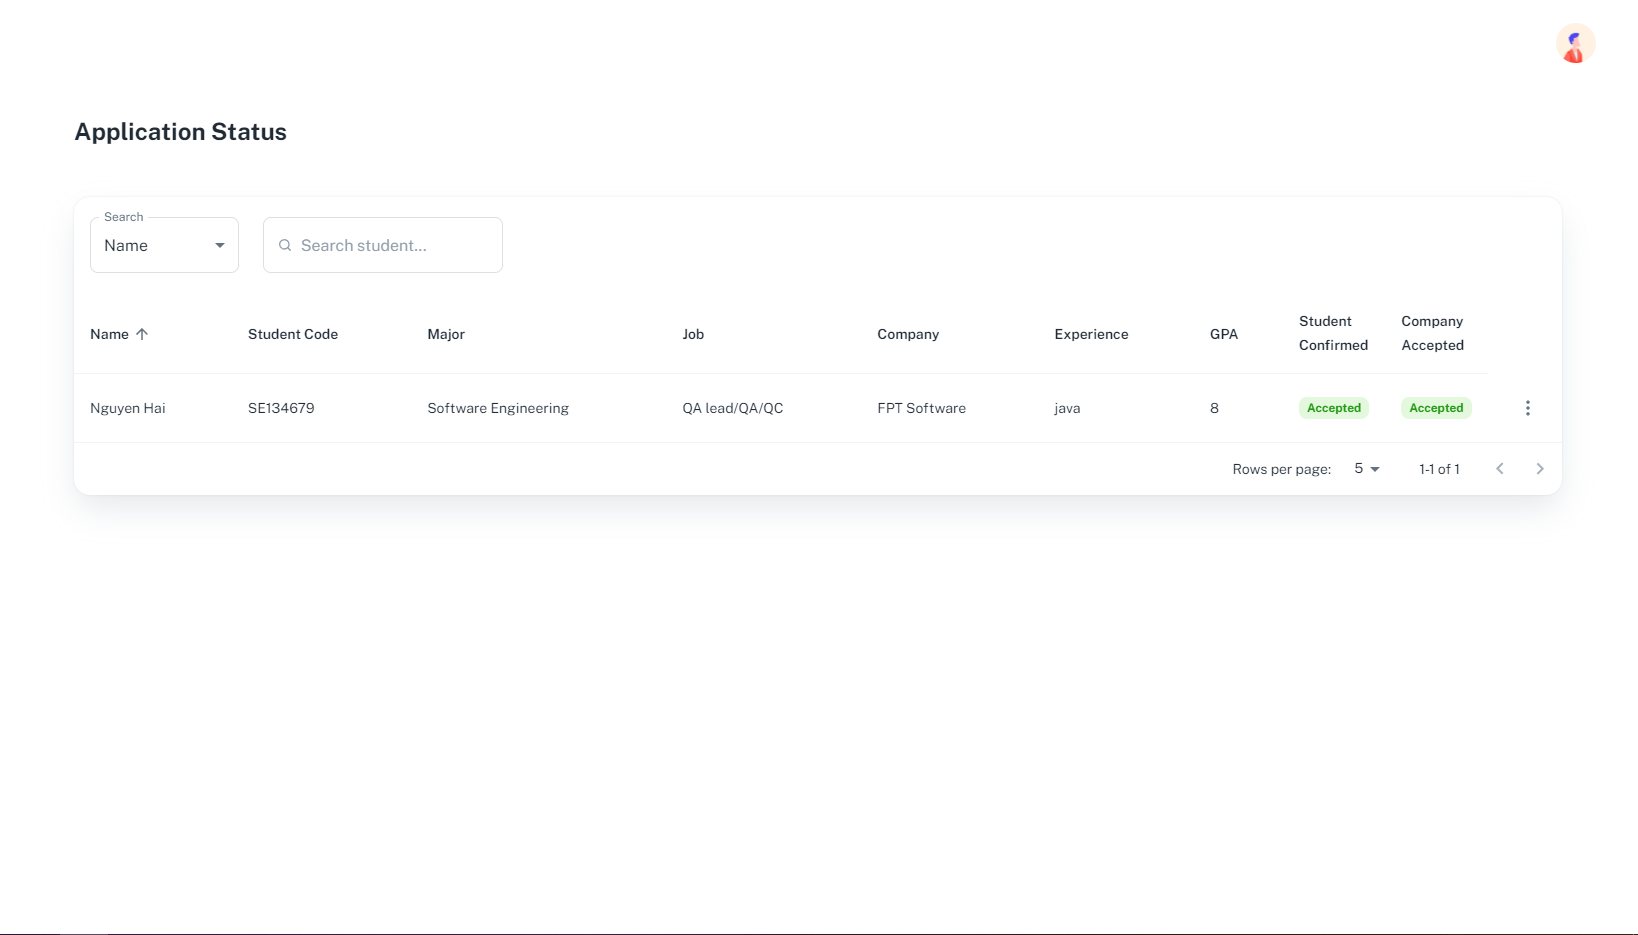 Application Status
Search
Name
Search student...
Name Student Code Major Job Company Experience GPA Student Confirmed Company Accepted
Nguyen Hai SE134679 Software Engineering QA lead/QA/QC FPT Software java 8 Accepted Accepted
Rows per page: 5 1-1 of 1